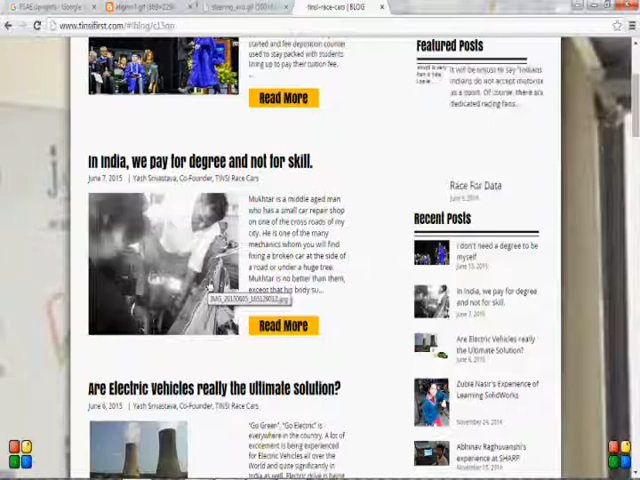 tinsi-race-cars | BLOG
www.tinsifirst.com/#!blog/c13qp
started and fee deposition counter
used to stay packed with students
lining up to pay their tuition fee.
...
Read More
Featured Posts
It will be unjust to say "Indians
Indians do not accept motorsx
as a sport. Of course, there are
dedicated racing fans...
In India, we pay for degree and not for skill.
June 7, 2015 | Yash Srivastava, Co-Founder, TINSI Race Cars
Mukhtar is a middle aged man
who has a small car repair shop
on one of the cross roads of my
city. He is one of the many
mechanics whom you will find
fixing a broken car at the side of
a road or under a huge tree.
Mukhtar is no better than them,
except that his body su...
Read More
Race For Data
Recent Posts
I don't need a degree to be
myself
In India, we pay for degree
and not for skill.
June 7, 2015
Are Electric Vehicles really
the Ultimate Solution?
June 6, 2015
Zubia Nasir's Experience of
Learning SolidWorks
Abhinav Raghuvanshi's
experience at SHARP
Are Electric Vehicles really the Ultimate Solution?
June 6, 2015 | Yash Srivastava, Co-Founder, TINSI Race Cars
"Go Green", "Go Electric" is
everywhere in the country. A lot of
excitement is being experienced
for Electric Vehicles all over the
World and quite significantly in